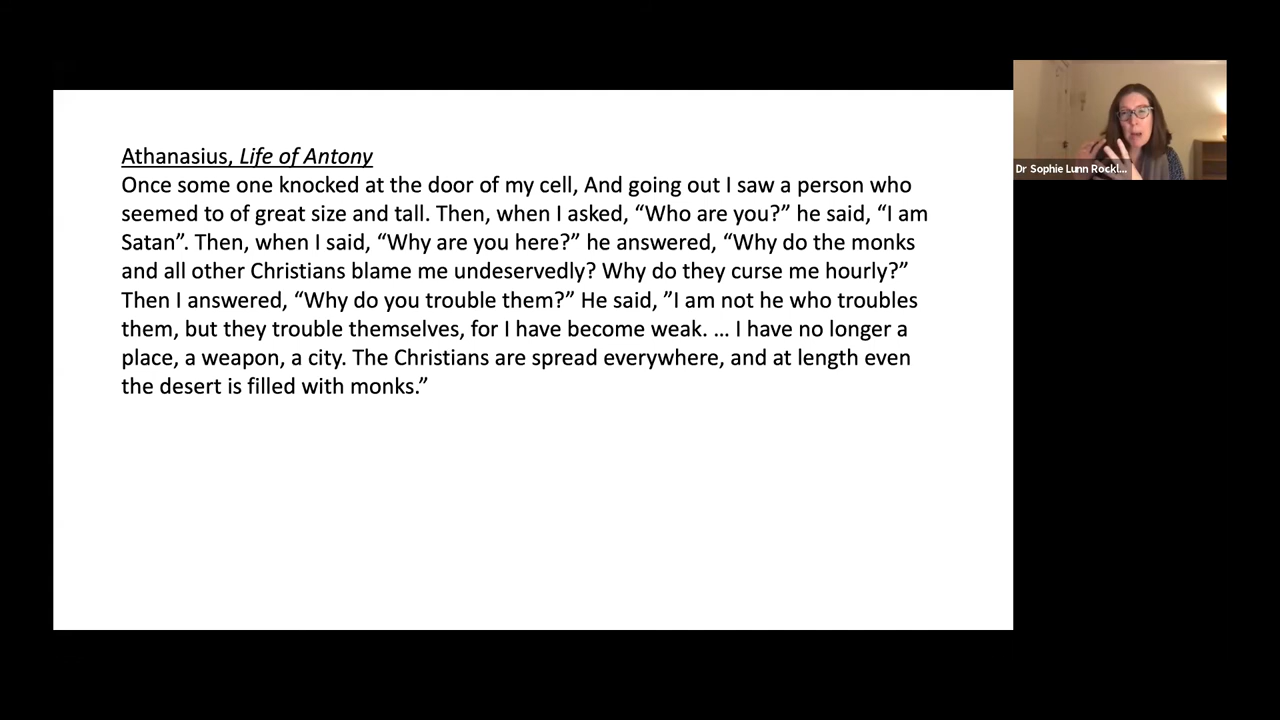 Athanasius, Life of Antony
Once some one knocked at the door of my cell, And going out I saw a person who
seemed to of great size and tall. Then, when I asked, “Who are you?” he said, “I am
Satan”. Then, when I said, “Why are you here?” he answered, “Why do the monks
and all other Christians blame me undeservedly? Why do they curse me hourly?”
Then I answered, “Why do you trouble them?” He said, ”I am not he who troubles
them, but they trouble themselves, for I have become weak. … I have no longer a
place, a weapon, a city. The Christians are spread everywhere, and at length even
the desert is filled with monks.”
Dr Sophie Lunn Rockl...